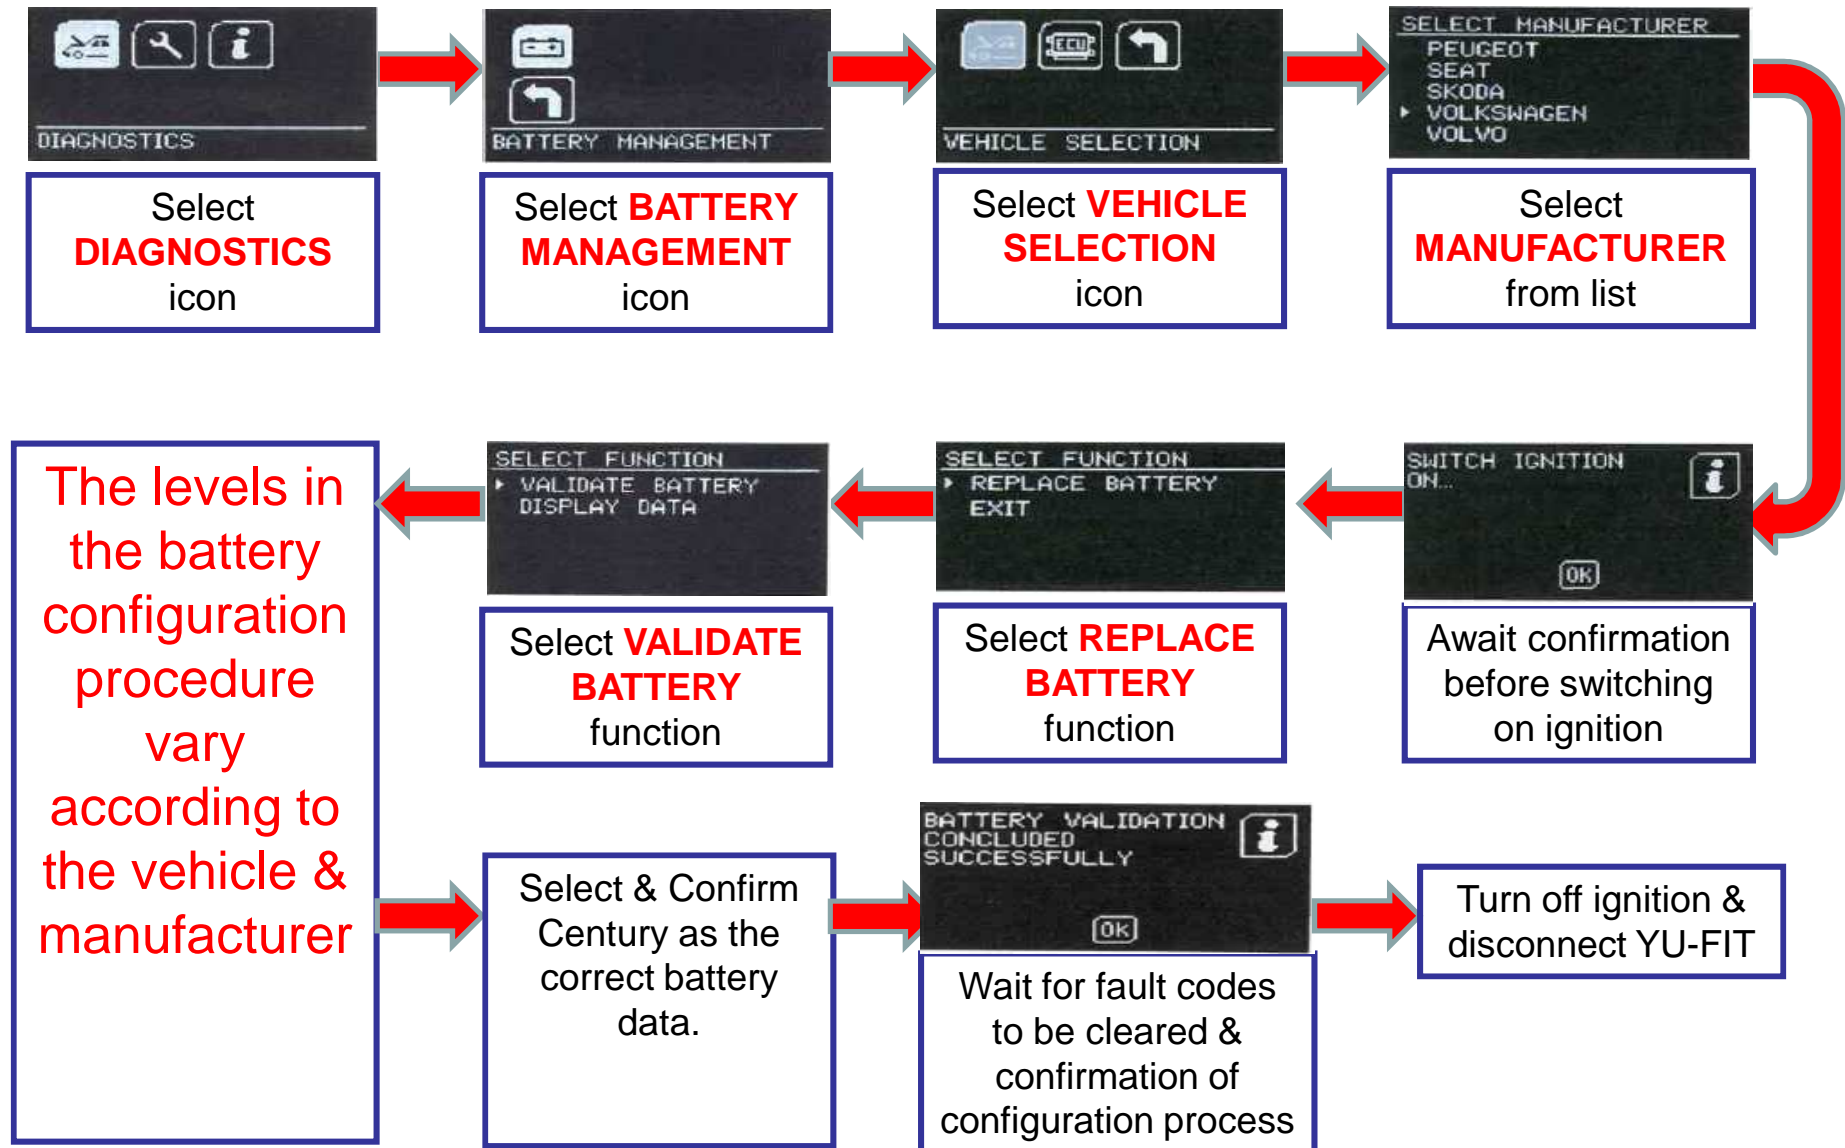 DIAGNOSTICS
Select
DIAGNOSTICS
icon
BATTERY MANAGEMENT
Select BATTERY
MANAGEMENT
icon
ECU
VEHICLE SELECTION
Select VEHICLE
SELECTION
icon
SELECT MANUFACTURER
PEUGEOT
SEAT
SKODA
VOLKSWAGEN
VOLVO
Select
MANUFACTURER
from list
SWITCH IGNITION
ON...
i
OK
Await confirmation
before switching
on ignition
SELECT FUNCTION
REPLACE BATTERY
EXIT
Select REPLACE
BATTERY
function
SELECT FUNCTION
VALIDATE BATTERY
DISPLAY DATA
Select VALIDATE
BATTERY
function
The levels in
the battery
configuration
procedure
vary
according to
the vehicle &
manufacturer
Select & Confirm
Century as the
correct battery
data.
BATTERY VALIDATION
CONCLUDED
SUCCESSFULLY
i
OK
Wait for fault codes
to be cleared &
confirmation of
configuration process
Turn off ignition &
disconnect YU-FIT